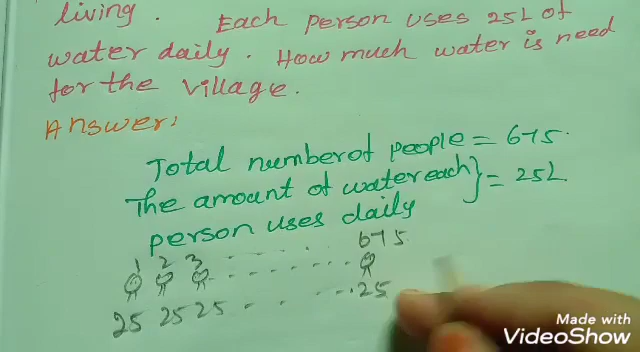 living. Each person uses 25L of
water daily. How much water is need
for the village.
Answer:
Total number of people = 675.
The amount of water each } = 25L
person uses daily
1 2 3 . . . . . . 675.
25 25 25 . . . . . 25
Made with
VideoShow